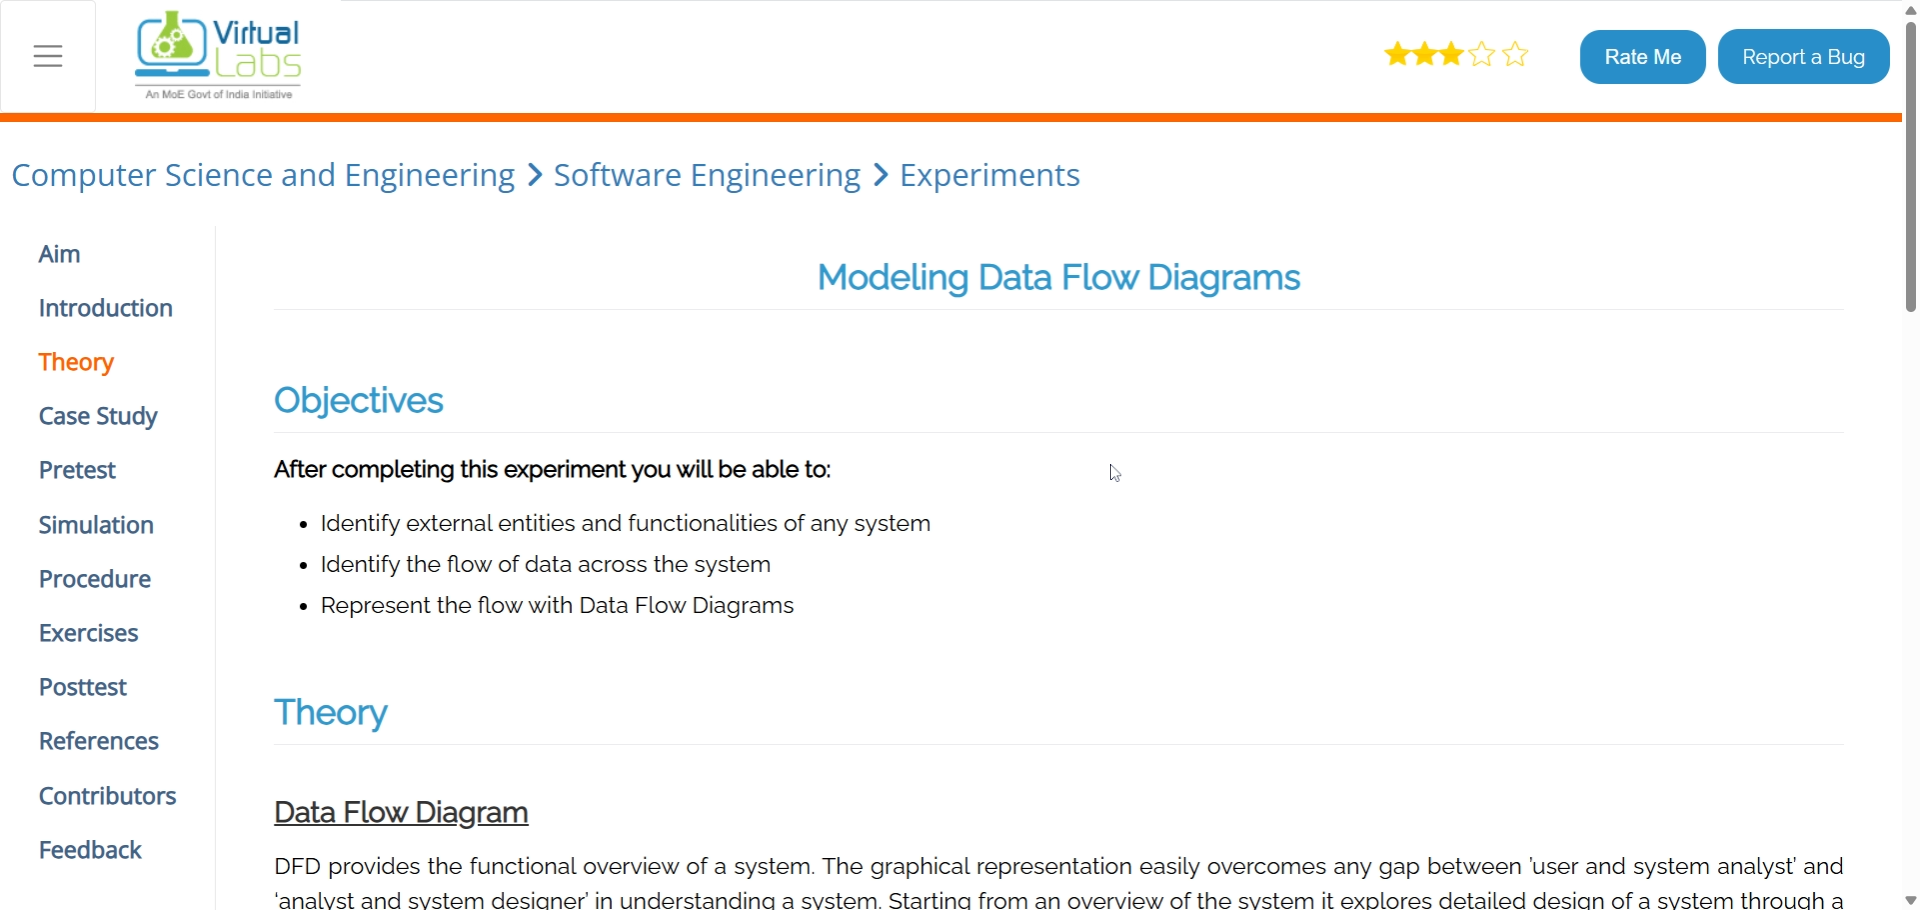 Virtual
Labs
An MoE Govt of India Initiative
Rate Me
Report a Bug
Computer Science and Engineering > Software Engineering > Experiments
Aim
Introduction
Theory
Case Study
Pretest
Simulation
Procedure
Exercises
Posttest
References
Contributors
Feedback
Modeling Data Flow Diagrams
Objectives
After completing this experiment you will be able to:
• Identify external entities and functionalities of any system
• Identify the flow of data across the system
• Represent the flow with Data Flow Diagrams
Theory
Data Flow Diagram
DFD provides the functional overview of a system. The graphical representation easily overcomes any gap between 'user and system analyst' and
'analyst and system designer' in understanding a system. Starting from an overview of the system it explores detailed design of a system through a